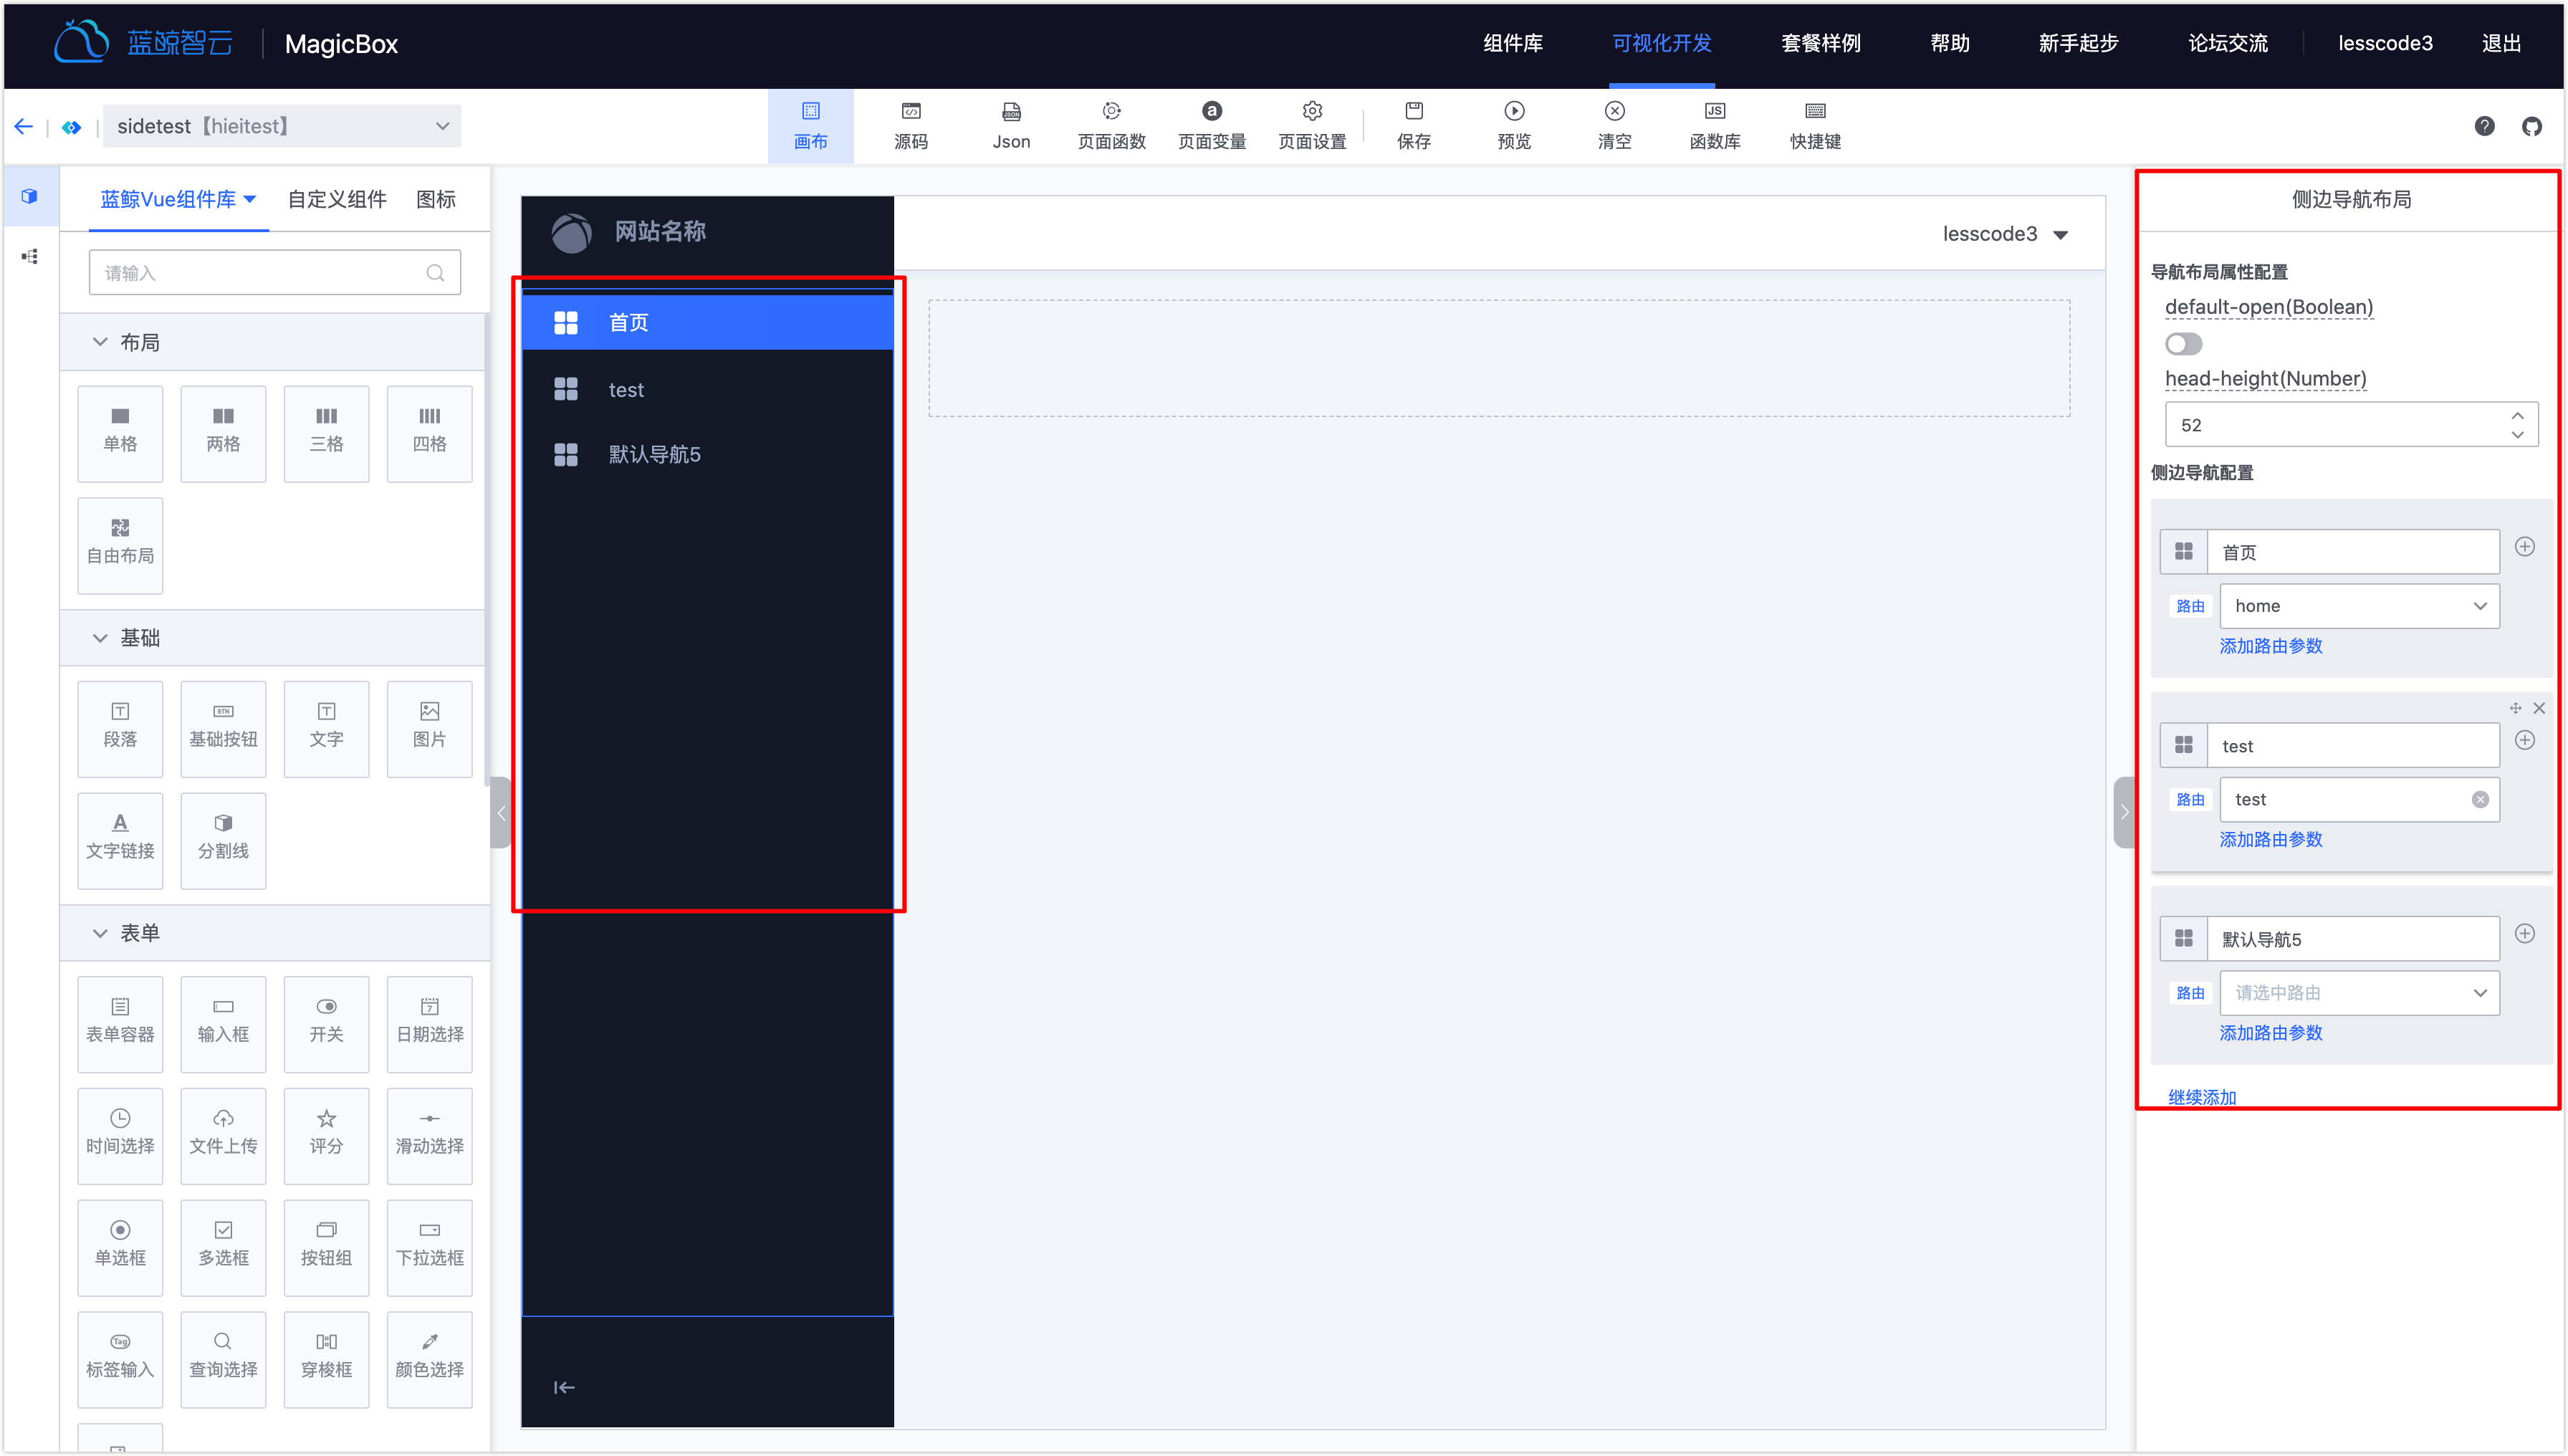 蓝鲸智云 MagicBox 组件库 可视化开发 套餐样例 帮助 新手起步 论坛交流 lesscode3 退出
sidetest【hieitest】
画布 源码 Json 页面函数 页面变量 页面设置 保存 预览 清空 函数库 快捷键
蓝鲸Vue组件库 自定义组件 图标
请输入
布局
单格 两格 三格 四格
自由布局
基础
段落 基础按钮 文字 图片
文字链接 分割线
表单
表单容器 输入框 开关 日期选择
时间选择 文件上传 评分 滑动选择
单选框 多选框 按钮组 下拉选框
标签输入 查询选择 穿梭框 颜色选择
网站名称
lesscode3
首页
test
默认导航5
侧边导航布局
导航布局属性配置
default-open(Boolean)
head-height(Number)
52
侧边导航配置
首页
路由 home
添加路由参数
test
路由 test
添加路由参数
默认导航5
路由 请选中路由
添加路由参数
继续添加